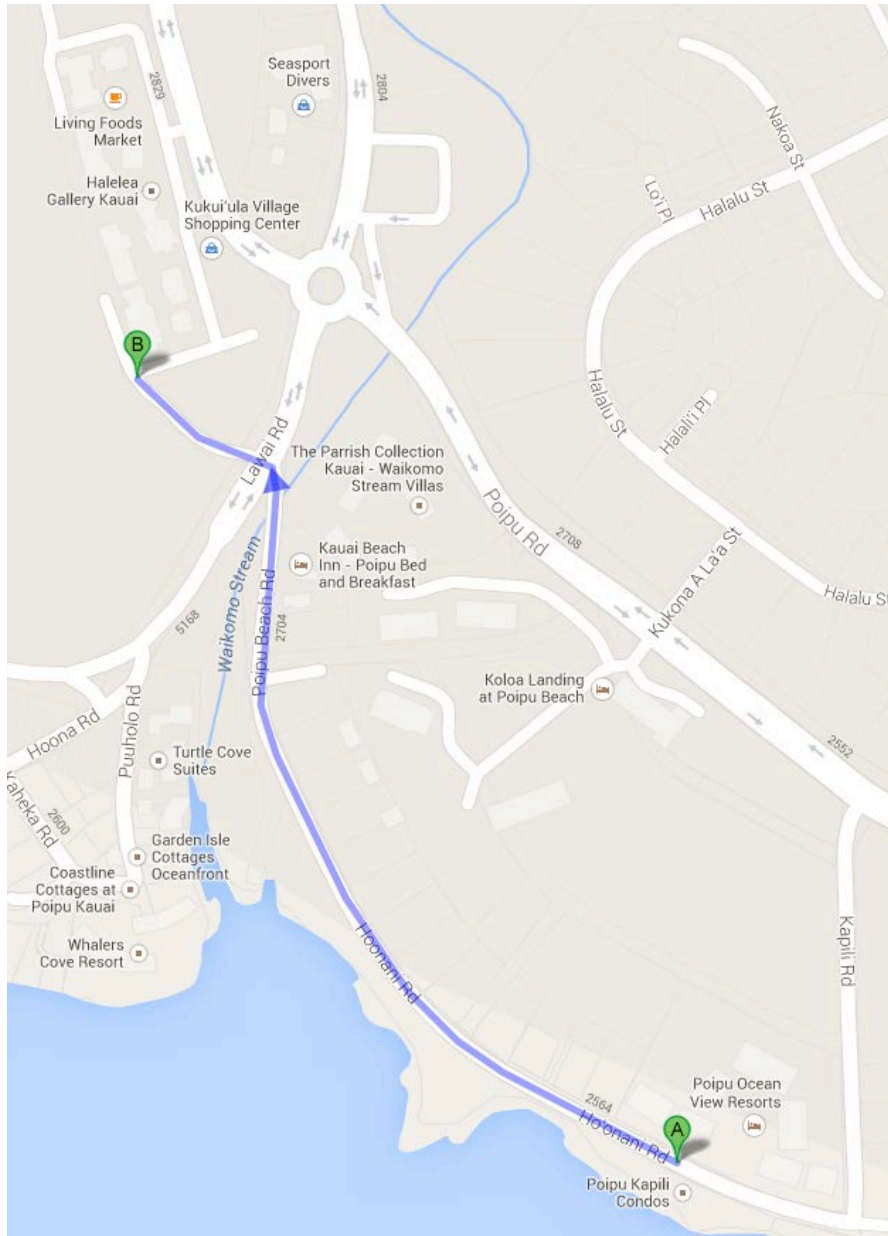 2829
Living Foods
Market
Seasport
Divers
2804
Nakoa St
Halelea
Gallery Kauai
Kukui'ula Village
Shopping Center
Lo'i Pl
Halalu St
B
Halalu St
Halali'i Pl
Lawai Rd
The Parrish Collection
Kauai - Waikomo
Stream Villas
Poipu Rd
2708
Kauai Beach
Inn - Poipu Bed
and Breakfast
Kukona A La'a St
Halalu St
Waikomo Stream
Poipu Beach Rd
2704
5168
Koloa Landing
at Poipu Beach
Hoona Rd
Puuholo Rd
Turtle Cove
Suites
2552
Kaheka Rd
2600
Garden Isle
Cottages
Oceanfront
Coastline
Cottages at
Poipu Kauai
Whalers
Cove Resort
Hoonani Rd
Kapili Rd
2564
Ho'onani Rd
Poipu Ocean
View Resorts
A
Poipu Kapili
Condos